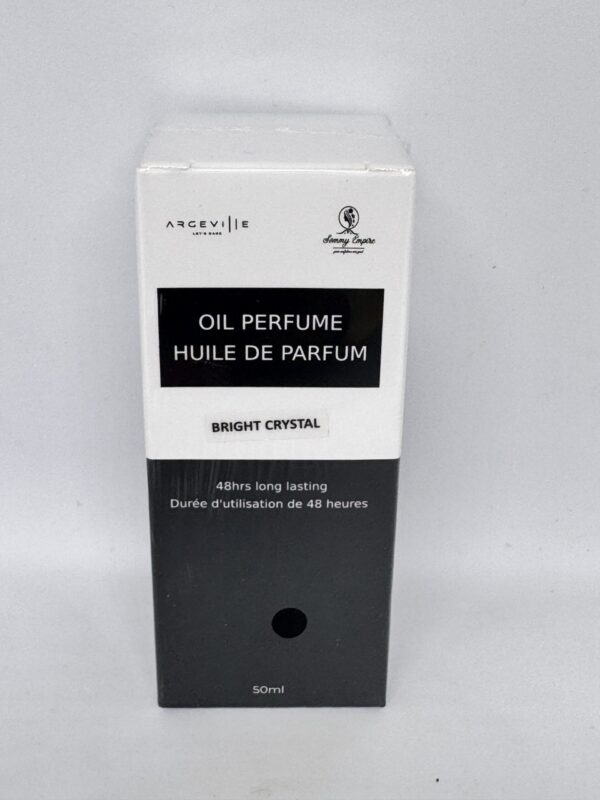 ARGEVILLE
LET'S DARE
Sommy Empire
OIL PERFUME
HUILE DE PARFUM
BRIGHT CRYSTAL
48hrs long lasting
Durée d'utilisation de 48 heures
50ml